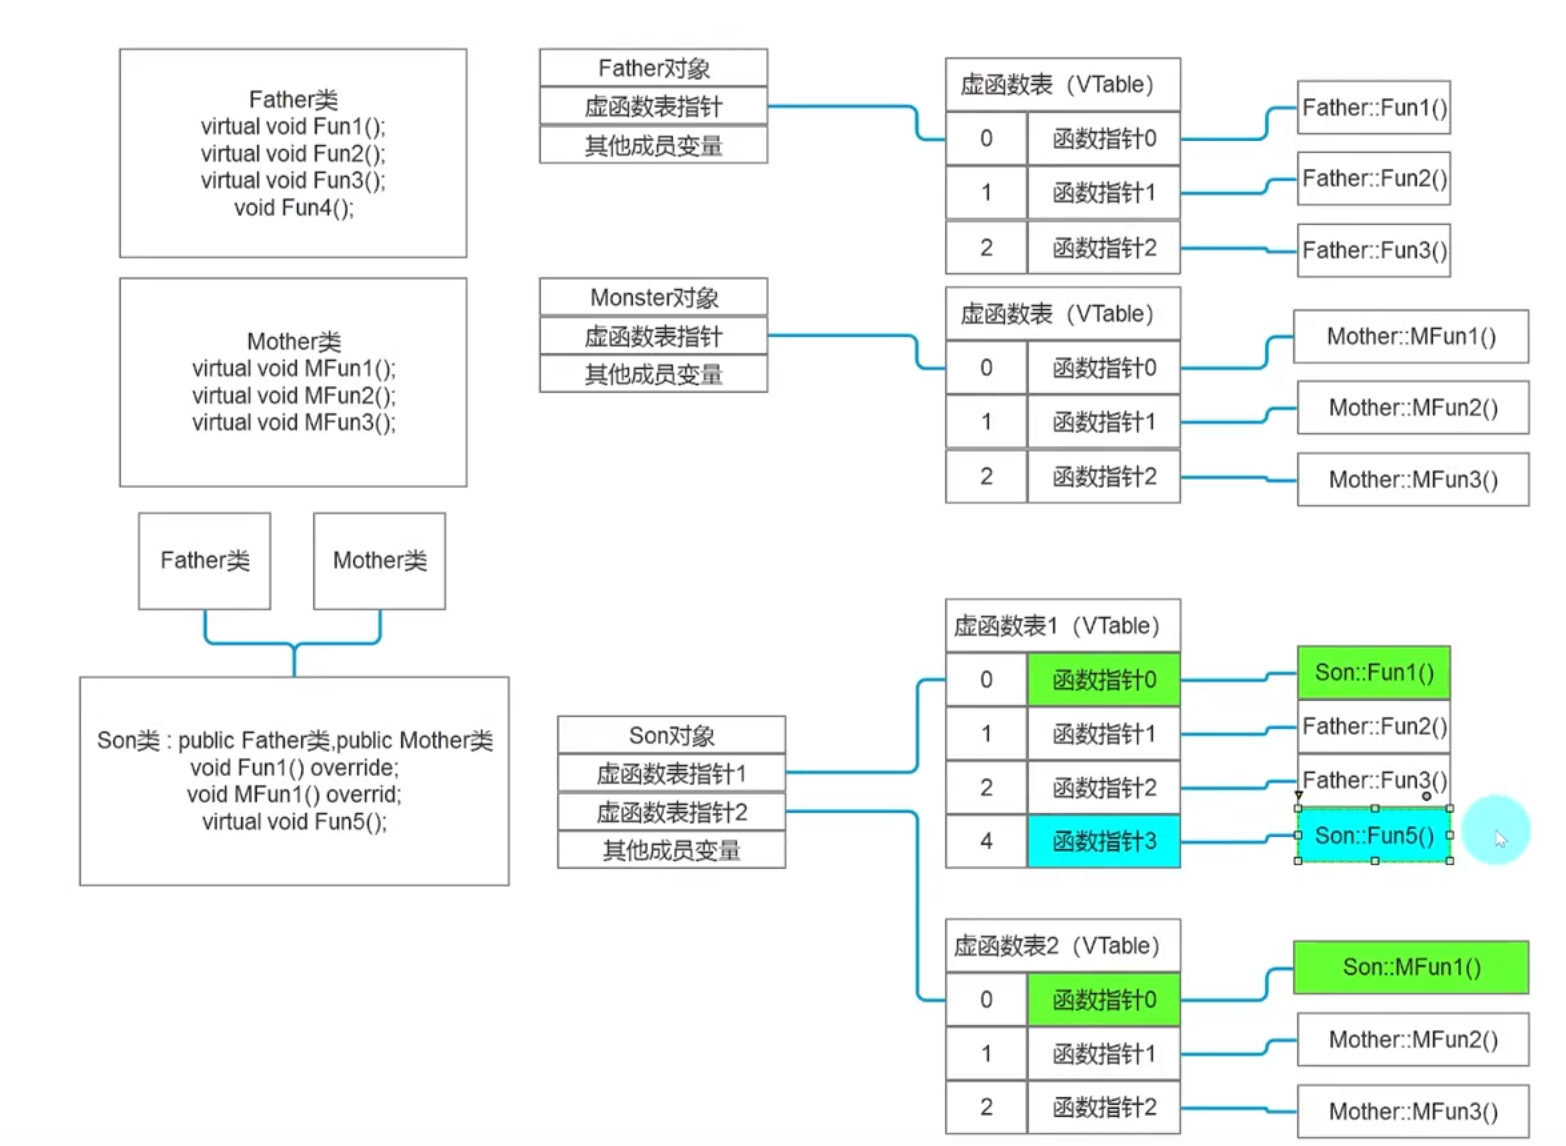 Father类
virtual void Fun1();
virtual void Fun2();
virtual void Fun3();
void Fun4();
Father对象
虚函数表指针
其他成员变量
虚函数表（VTable）
0 函数指针0
1 函数指针1
2 函数指针2
Father::Fun1()
Father::Fun2()
Father::Fun3()
Mother类
virtual void MFun1();
virtual void MFun2();
virtual void MFun3();
Monster对象
虚函数表指针
其他成员变量
虚函数表（VTable）
0 函数指针0
1 函数指针1
2 函数指针2
Mother::MFun1()
Mother::MFun2()
Mother::MFun3()
Father类
Mother类
Son类 : public Father类,public Mother类
void Fun1() override;
void MFun1() overrid;
virtual void Fun5();
Son对象
虚函数表指针1
虚函数表指针2
其他成员变量
虚函数表1（VTable）
0 函数指针0
1 函数指针1
2 函数指针2
4 函数指针3
Son::Fun1()
Father::Fun2()
Father::Fun3()
Son::Fun5()
虚函数表2（VTable）
0 函数指针0
1 函数指针1
2 函数指针2
Son::MFun1()
Mother::MFun2()
Mother::MFun3()